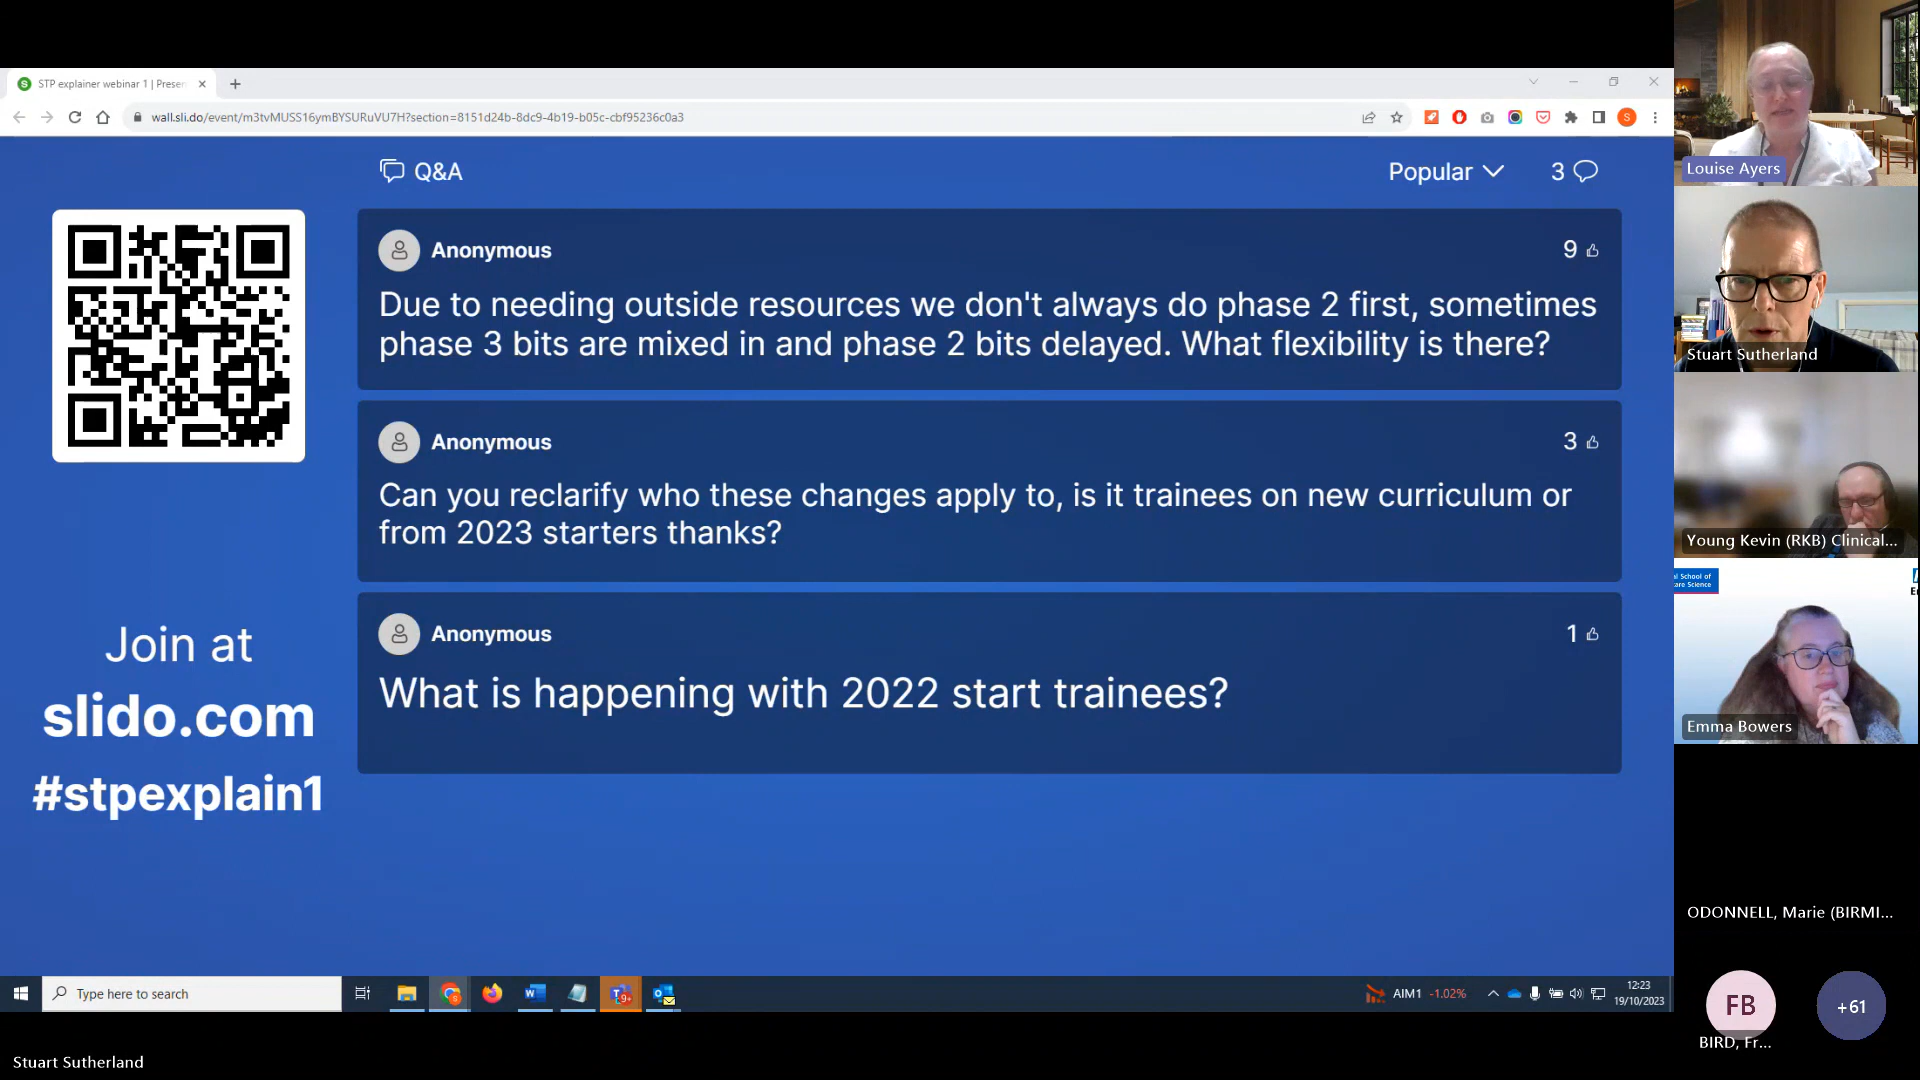 STP explainer webinar 1 | Presen
wall.sli.do/event/m3tvMUSS16ymBYSURuVU7H?section=8151d24b-8dc9-4b19-b05c-cbf95236c0a3
S
Q&A
Popular
3
Anonymous
9
Due to needing outside resources we don't always do phase 2 first, sometimes
phase 3 bits are mixed in and phase 2 bits delayed. What flexibility is there?
Anonymous
3
Can you reclarify who these changes apply to, is it trainees on new curriculum or
from 2023 starters thanks?
Anonymous
1
What is happening with 2022 start trainees?
Join at
slido.com
#stpexplain1
Type here to search
AIM1 -1.02%
12:23
19/10/2023
Stuart Sutherland
Louise Ayers
Stuart Sutherland
Young Kevin (RKB) Clinical...
l School of
care Science
Emma Bowers
ODONNELL, Marie (BIRMI...
FB
+61
BIRD, Fr...